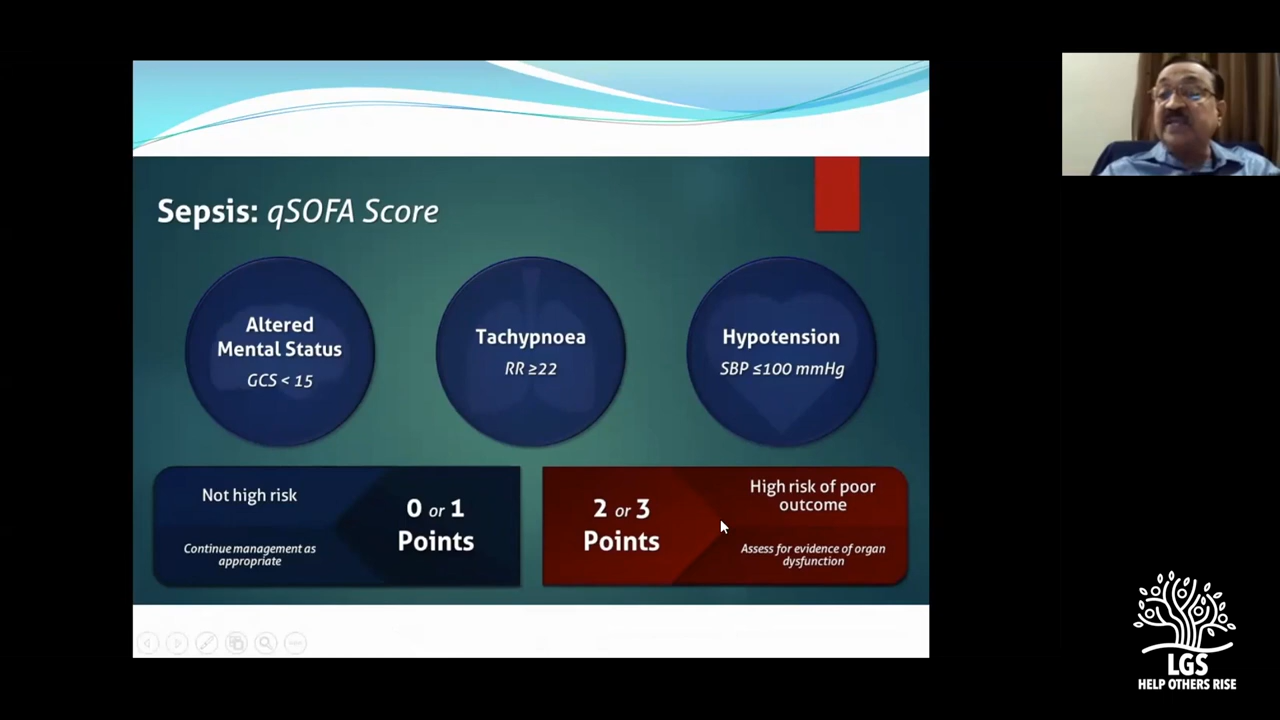 Sepsis: qSOFA Score
Altered
Mental Status
GCS < 15
Tachypnoea
RR ≥22
Hypotension
SBP ≤100 mmHg
Not high risk
Continue management as
appropriate
0 or 1
Points
2 or 3
Points
High risk of poor
outcome
Assess for evidence of organ
dysfunction
LGS
HELP OTHERS RISE